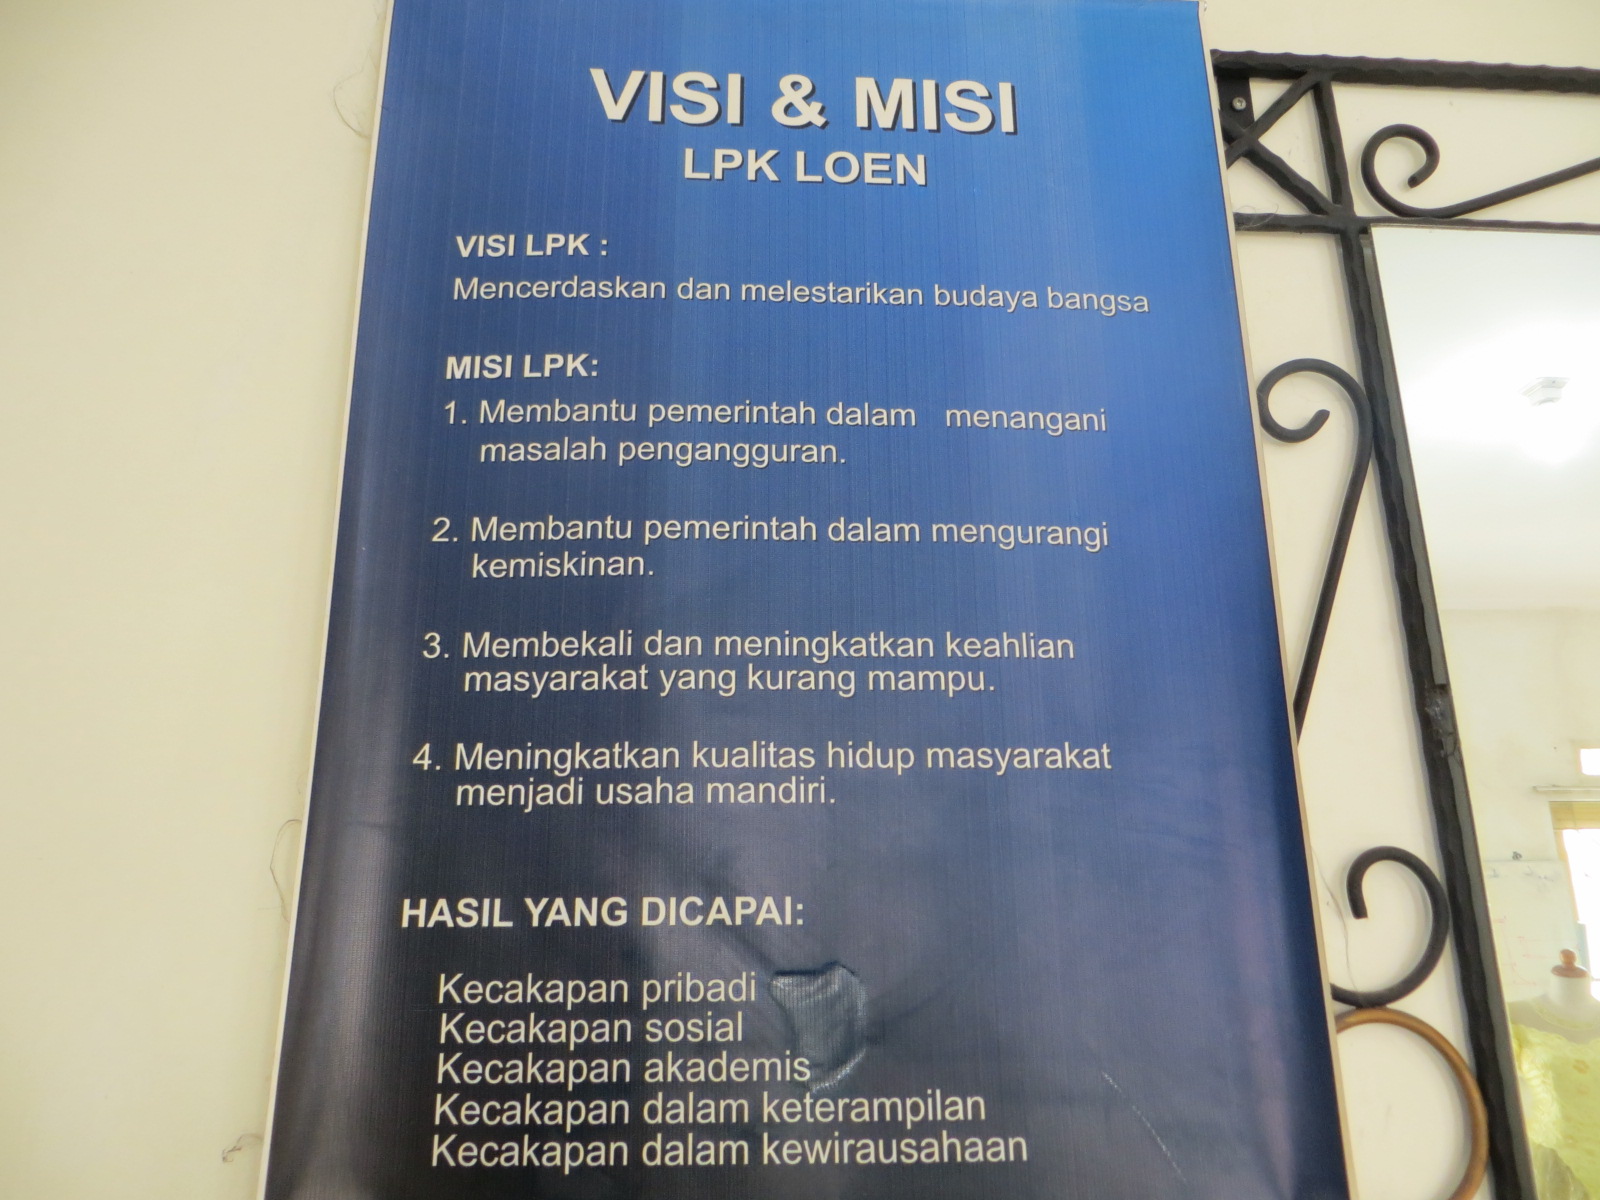 VISI & MISI
LPK LOEN
VISI LPK :
Mencerdaskan dan melestarikan budaya bangsa
MISI LPK:
1. Membantu pemerintah dalam menangani
masalah pengangguran.
2. Membantu pemerintah dalam mengurangi
kemiskinan.
3. Membekali dan meningkatkan keahlian
masyarakat yang kurang mampu.
4. Meningkatkan kualitas hidup masyarakat
menjadi usaha mandiri.
HASIL YANG DICAPAI:
Kecakapan pribadi
Kecakapan sosial
Kecakapan akademis
Kecakapan dalam keterampilan
Kecakapan dalam kewirausahaan